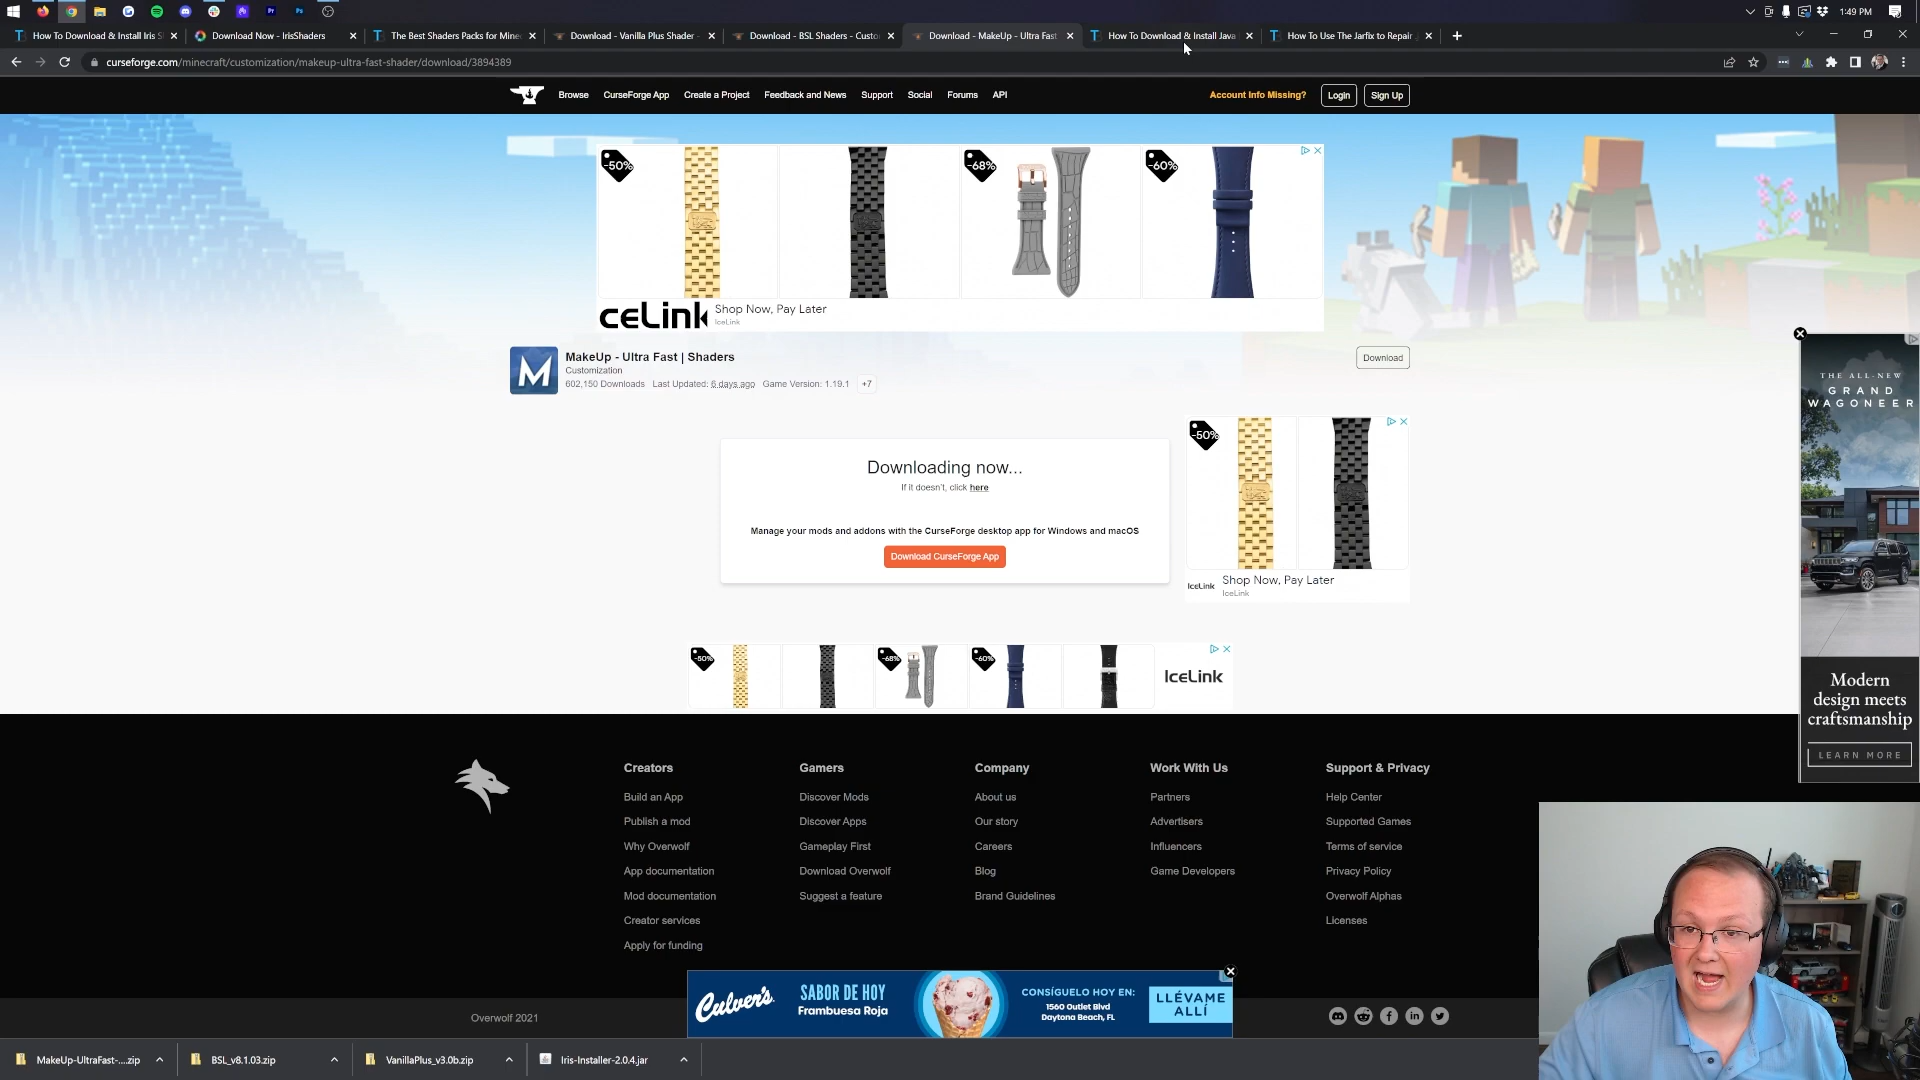 1:49 PM
How To Download & Install Iris S
Download Now - IrisShaders
The Best Shaders Packs for Mine
Download - Vanilla Plus Shader -
Download - BSL Shaders - Custo
Download - MakeUp - Ultra Fast
How To Download & Install Java
How To Use The Jarfix to Repair
curseforge.com/minecraft/customization/makeup-ultra-fast-shader/download/3894389
Browse
CurseForge App
Create a Project
Feedback and News
Support
Social
Forums
API
Account Info Missing?
Login
Sign Up
-50%
-68%
-60%
ceLink
Shop Now, Pay Later
IceLink
M
MakeUp - Ultra Fast | Shaders
Customization
602,150 Downloads Last Updated: 6 days ago Game Version: 1.19.1 +7
Download
Downloading now...
If it doesn't, click here
Manage your mods and addons with the CurseForge desktop app for Windows and macOS
Download CurseForge App
-50%
IceLink
Shop Now, Pay Later
IceLink
THE ALL-NEW
GRAND
WAGONEER
Modern
design meets
craftsmanship
LEARN MORE
-50%
-68%
-60%
IceLink
Creators
Build an App
Publish a mod
Why Overwolf
App documentation
Mod documentation
Creator services
Apply for funding
Gamers
Discover Mods
Discover Apps
Gameplay First
Download Overwolf
Suggest a feature
Company
About us
Our story
Careers
Blog
Brand Guidelines
Work With Us
Partners
Advertisers
Influencers
Game Developers
Support & Privacy
Help Center
Supported Games
Terms of service
Privacy Policy
Overwolf Alphas
Licenses
Overwolf 2021
Culver's
SABOR DE HOY
Frambuesa Roja
CONSÍGUELO HOY EN:
1560 Outlet Blvd
Daytona Beach, FL
LLÉVAME
ALLÍ
MakeUp-UltraFast-....zip
BSL_v8.1.03.zip
VanillaPlus_v3.0b.zip
Iris-Installer-2.0.4.jar